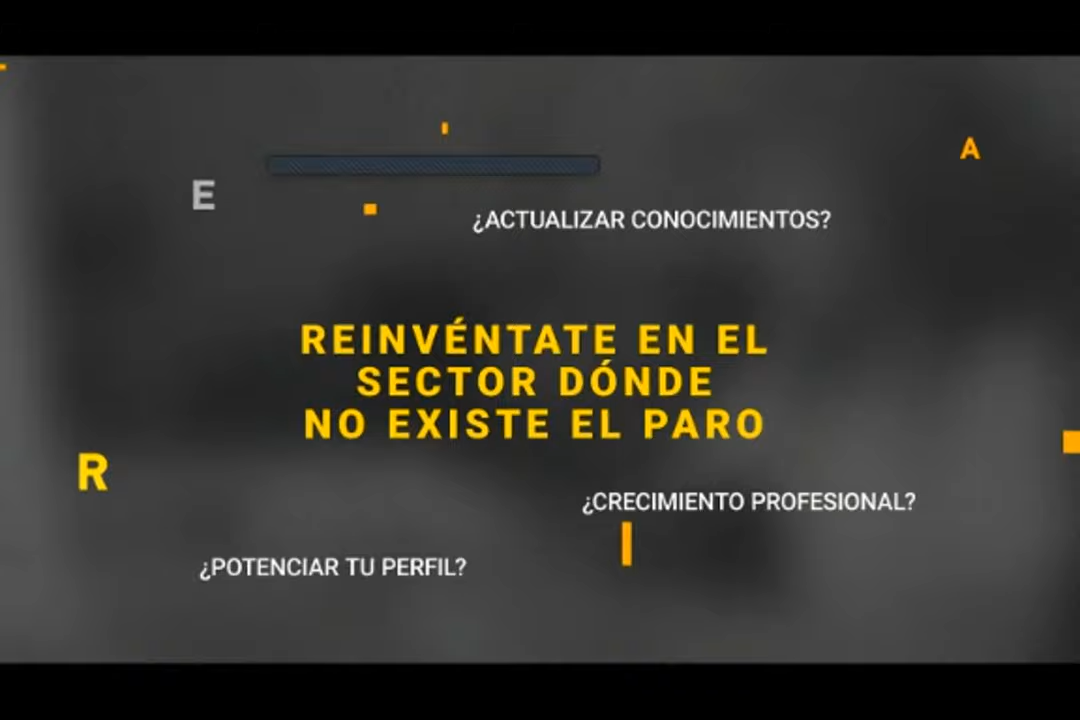 A
E
¿ACTUALIZAR CONOCIMIENTOS?
REINVÉNTATE EN EL
SECTOR DÓNDE
NO EXISTE EL PARO
R
¿CRECIMIENTO PROFESIONAL?
¿POTENCIAR TU PERFIL?